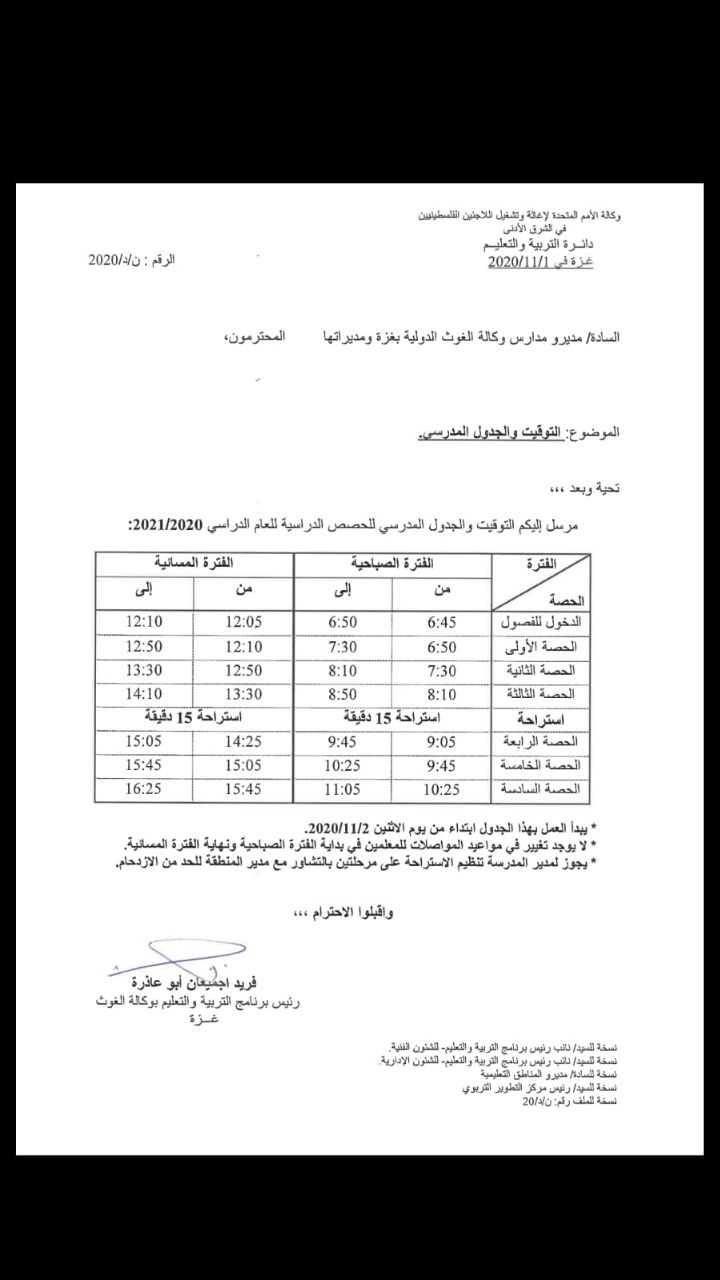 وكالة الأمم المتحدة لإغاثة وتشغيل اللاجئين الفلسطينيين
في الشرق الأدنى
دائـرة التربية والتعليـم
غـزة في 2020/11/1
الرقم : ن/د/2020
السادة/ مديرو مدارس وكالة الغوث الدولية بغزة ومديراتها المحترمون،
الموضوع: التوقيت والجدول المدرسي.
تحية وبعد ،،،
مرسل إليكم التوقيت والجدول المدرسي للحصص الدراسية للعام الدراسي 2021/2020:
الفترة الفترة الصباحية الفترة المسائية
الحصة من إلى من إلى
الدخول للفصول 6:45 6:50 12:05 12:10
الحصة الأولى 6:50 7:30 12:10 12:50
الحصة الثانية 7:30 8:10 12:50 13:30
الحصة الثالثة 8:10 8:50 13:30 14:10
استراحة استراحة 15 دقيقة استراحة 15 دقيقة
الحصة الرابعة 9:05 9:45 14:25 15:05
الحصة الخامسة 9:45 10:25 15:05 15:45
الحصة السادسة 10:25 11:05 15:45 16:25
* يبدأ العمل بهذا الجدول ابتداء من يوم الاثنين 2020/11/2.
* لا يوجد تغيير في مواعيد المواصلات للمعلمين في بداية الفترة الصباحية ونهاية الفترة المسائية.
* يجوز لمدير المدرسة تنظيم الاستراحة على مرحلتين بالتشاور مع مدير المنطقة للحد من الازدحام.
واقبلوا الاحترام ،،،
فريد اجميعان أبو عاذرة
رئيس برنامج التربية والتعليم بوكالة الغوث
غــزة
نسخة للسيد/ نائب رئيس برنامج التربية والتعليم- للشئون الفنية.
نسخة للسيد/ نائب رئيس برنامج التربية والتعليم- للشئون الإدارية.
نسخة للسادة/ مديرو المناطق التعليمية
نسخة للسيد/ رئيس مركز التطوير التربوي
نسخة للملف رقم: ن/د/20